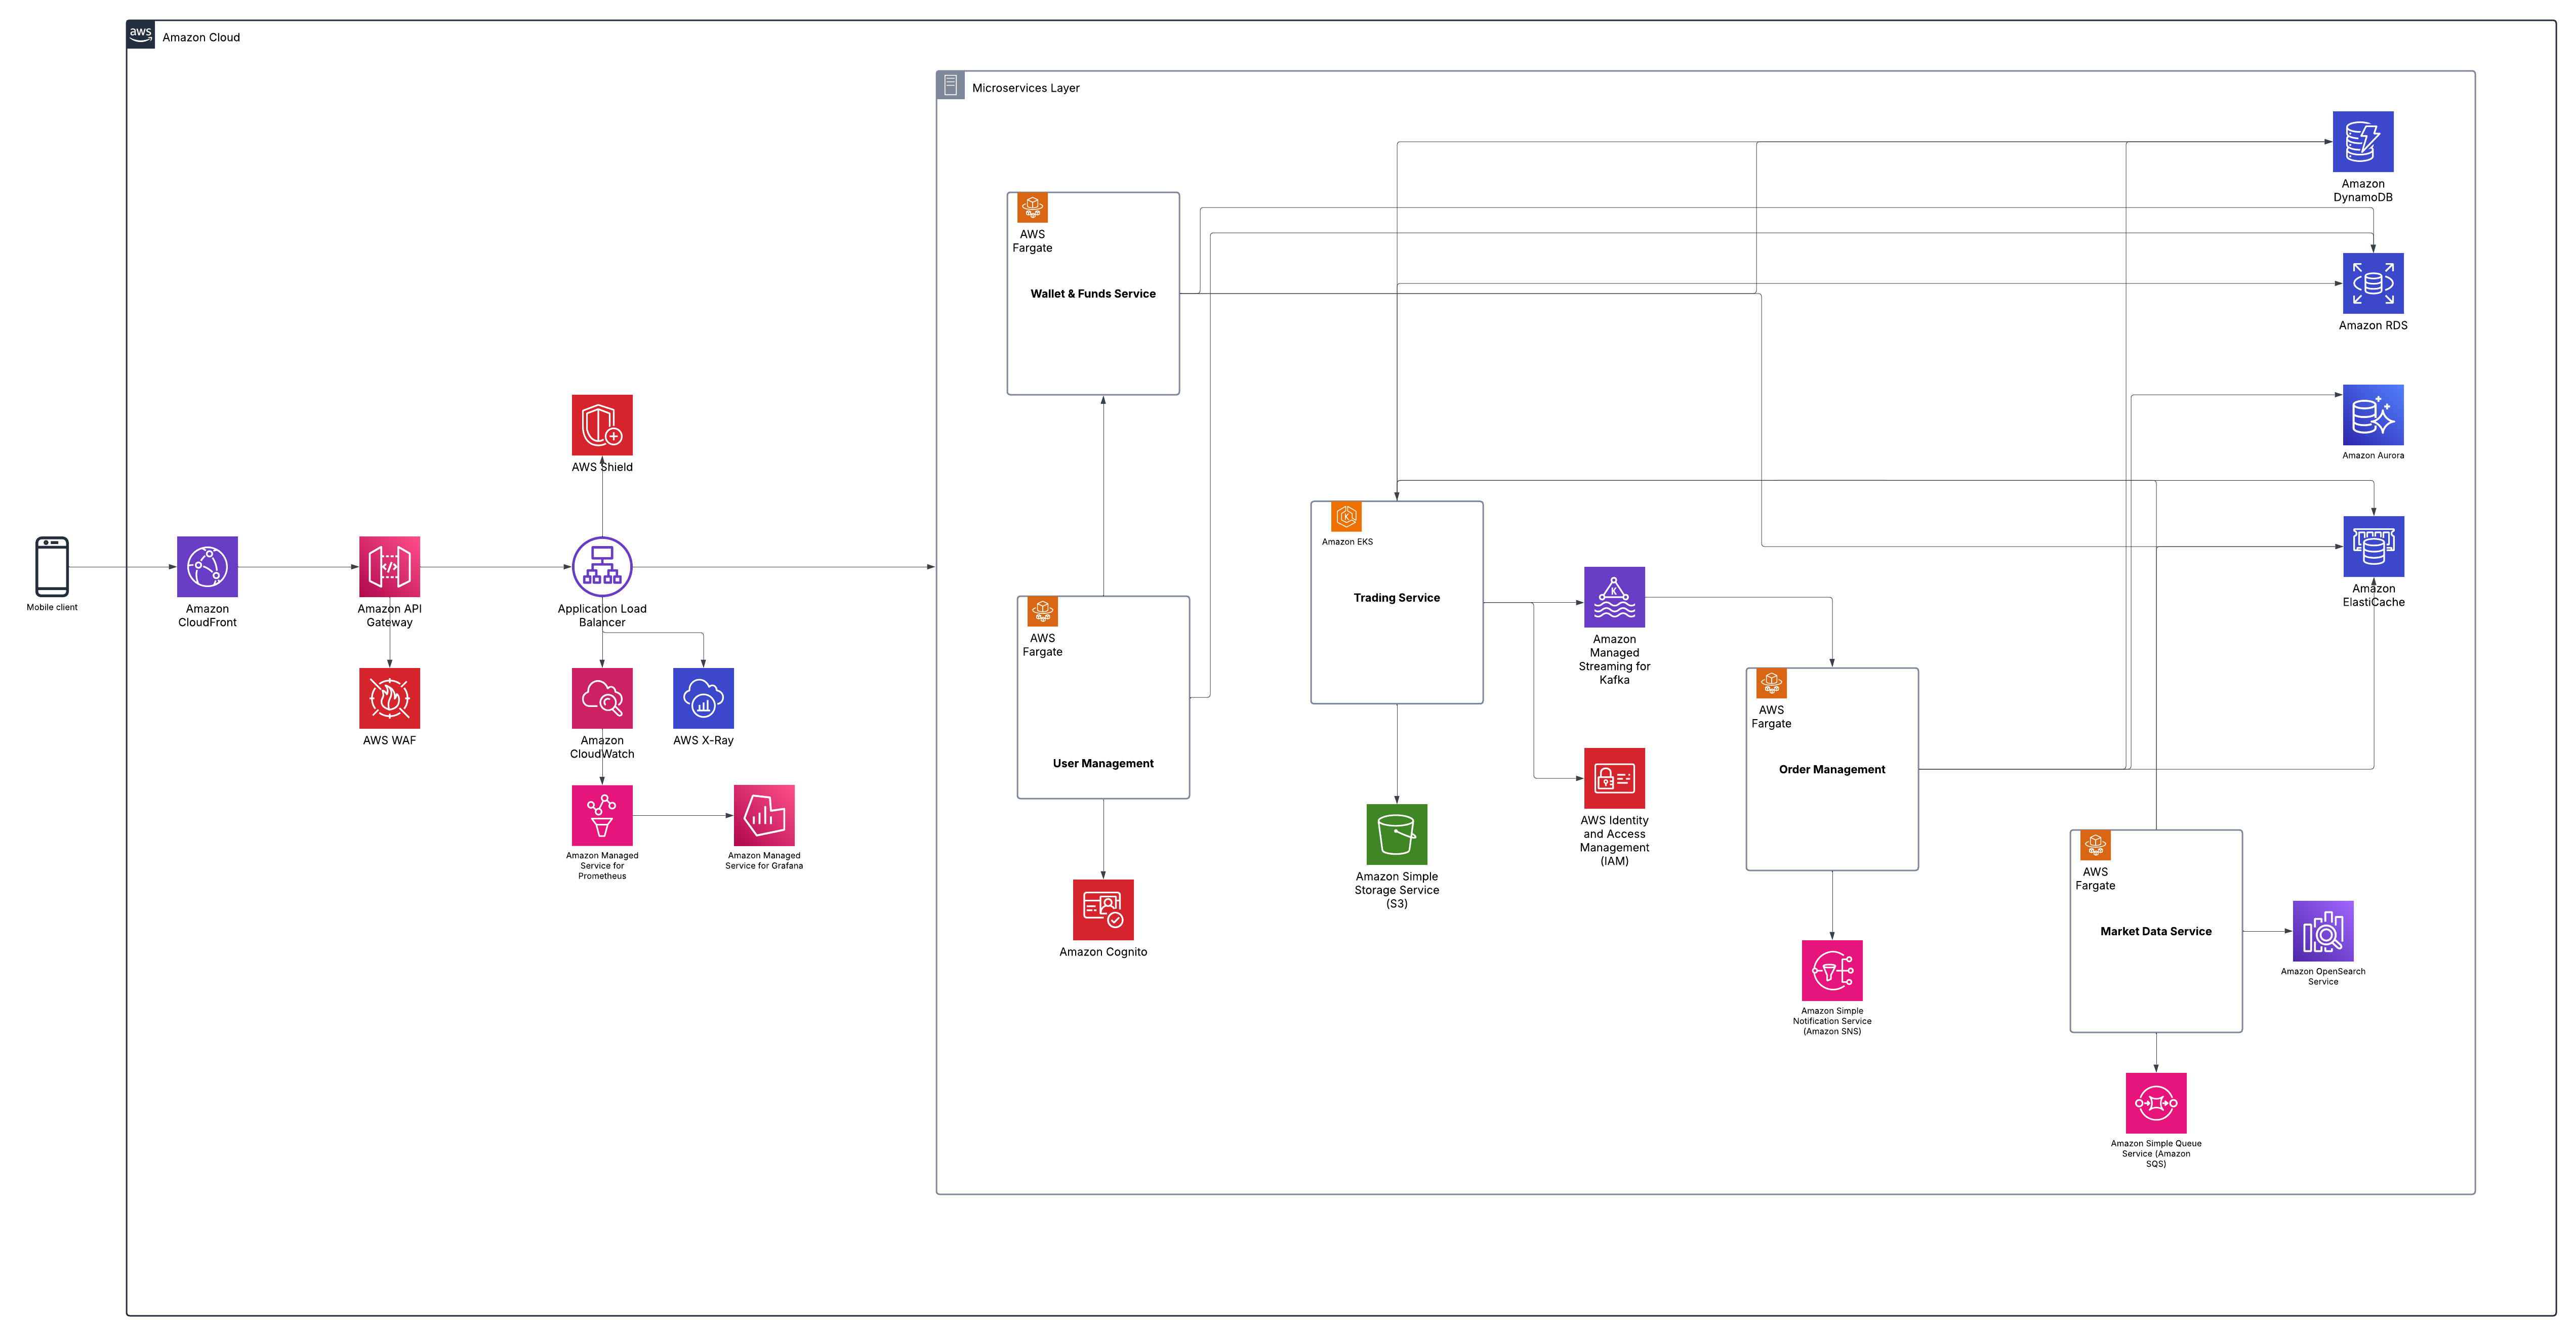 aws
Amazon Cloud
Microservices Layer
Amazon
DynamoDB
AWS
Fargate
Wallet & Funds Service
Amazon RDS
Amazon Aurora
AWS Shield
Amazon EKS
Trading Service
Mobile client
Amazon
CloudFront
Amazon API
Gateway
Application Load
Balancer
Amazon
ElastiCache
AWS
Fargate
User Management
K
Amazon
Managed
Streaming for
Kafka
AWS
Fargate
Order Management
AWS WAF
Amazon
CloudWatch
AWS X-Ray
Amazon Managed
Service for
Prometheus
Amazon Managed
Service for Grafana
AWS Identity
and Access
Management
(IAM)
Amazon Simple
Storage Service
(S3)
Amazon Cognito
AWS
Fargate
Market Data Service
Amazon OpenSearch
Service
Amazon Simple
Notification Service
(Amazon SNS)
Amazon Simple Queue
Service (Amazon
SQS)